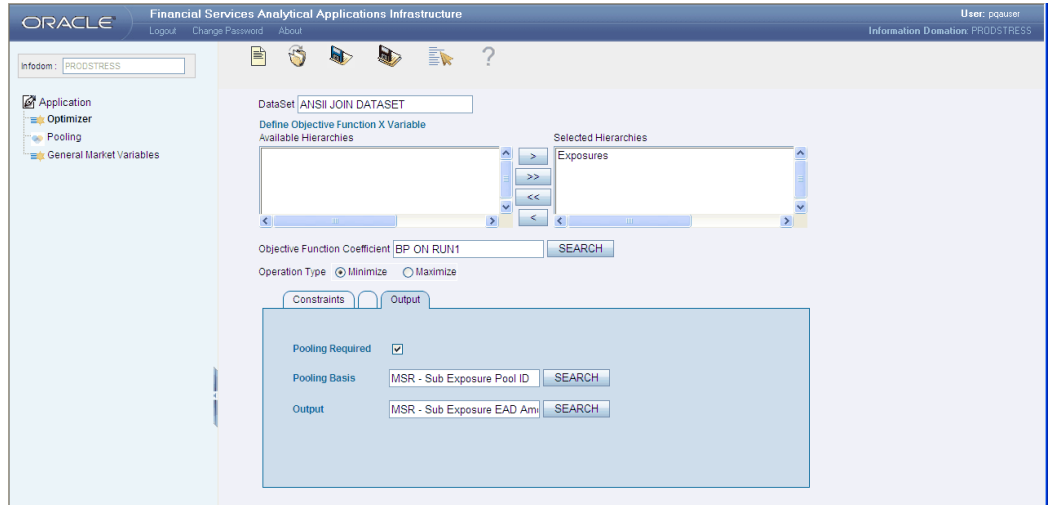 ORACLE
Financial Services Analytical Applications Infrastructure
User: pqauser
Logout Change Password About
Information Domation: PRODSTRESS
Infodom : PRODSTRESS
?
Application
Optimizer
Pooling
General Market Variables
DataSet ANSII JOIN DATASET
Define Objective Function X Variable
Available Hierarchies
Selected Hierarchies
Exposures
>
>>
<<
<
Objective Function Coefficient BP ON RUN1 SEARCH
Operation Type Minimize Maximize
Constraints Output
Pooling Required
Pooling Basis MSR - Sub Exposure Pool ID SEARCH
Output MSR - Sub Exposure EAD Am SEARCH